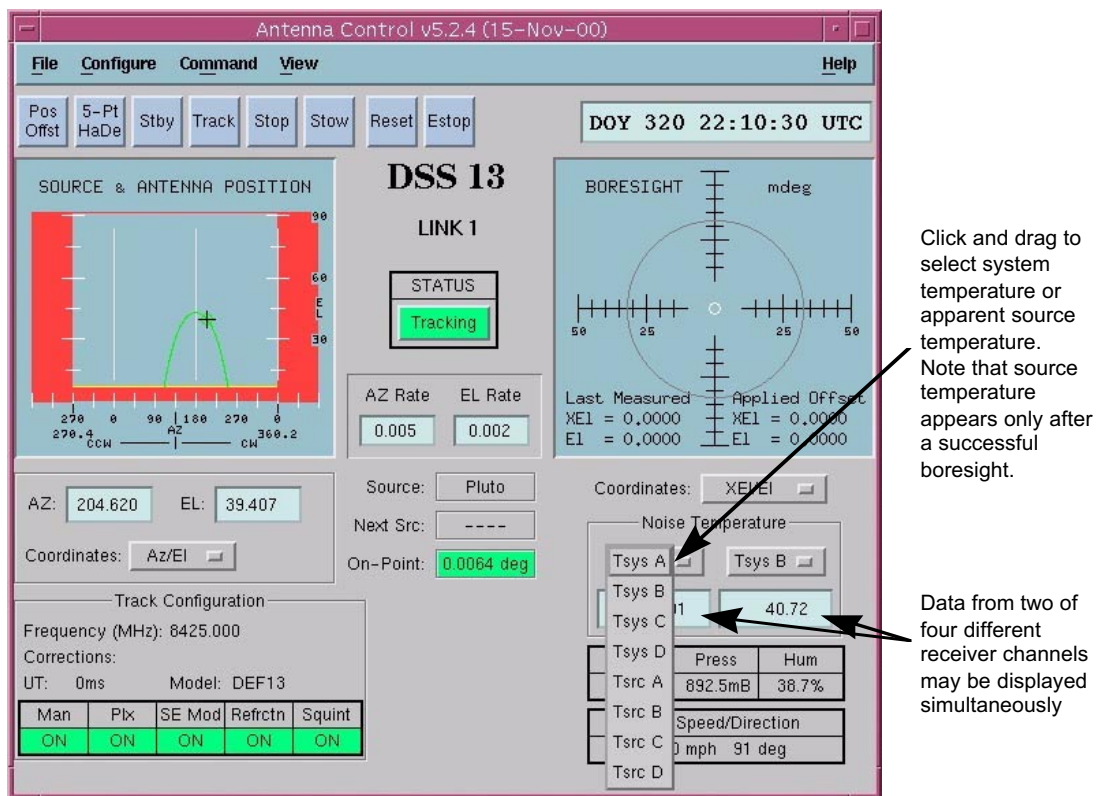 Antenna Control v5.2.4 (15-Nov-00)
File Configure Command View Help
Pos Offst
5-Pt HaDe
Stby
Track
Stop
Stow
Reset
Estop
DOY 320 22:10:30 UTC
SOURCE & ANTENNA POSITION
90
60
EL
30
270 0 90 180 270 0
270.4 AZ 360.2
CCW CW
DSS 13
LINK 1
STATUS
Tracking
AZ Rate EL Rate
0.005 0.002
BORESIGHT mdeg
50 25 25 50
Last Measured Applied Offset
XEl = 0.0000 XEl = 0.0000
El = 0.0000 El = 0.0000
AZ: 204.620 EL: 39.407
Coordinates: Az/El
Source: Pluto
Next Src: ----
On-Point: 0.0064 deg
Coordinates: XEl/El
Noise Temperature
Tsys A Tsys B
Tsys B
Tsys C
Tsys D
Tsrc A
Tsrc B
Tsrc C
Tsrc D
40.72
Press Hum
892.5mB 38.7%
Speed/Direction
mph 91 deg
Track Configuration
Frequency (MHz): 8425.000
Corrections:
UT: 0ms Model: DEF13
Man Plx SE Mod Refrctn Squint
ON ON ON ON ON
Click and drag to
select system
temperature or
apparent source
temperature.
Note that source
temperature
appears only after
a successful
boresight.
Data from two of
four different
receiver channels
may be displayed
simultaneously